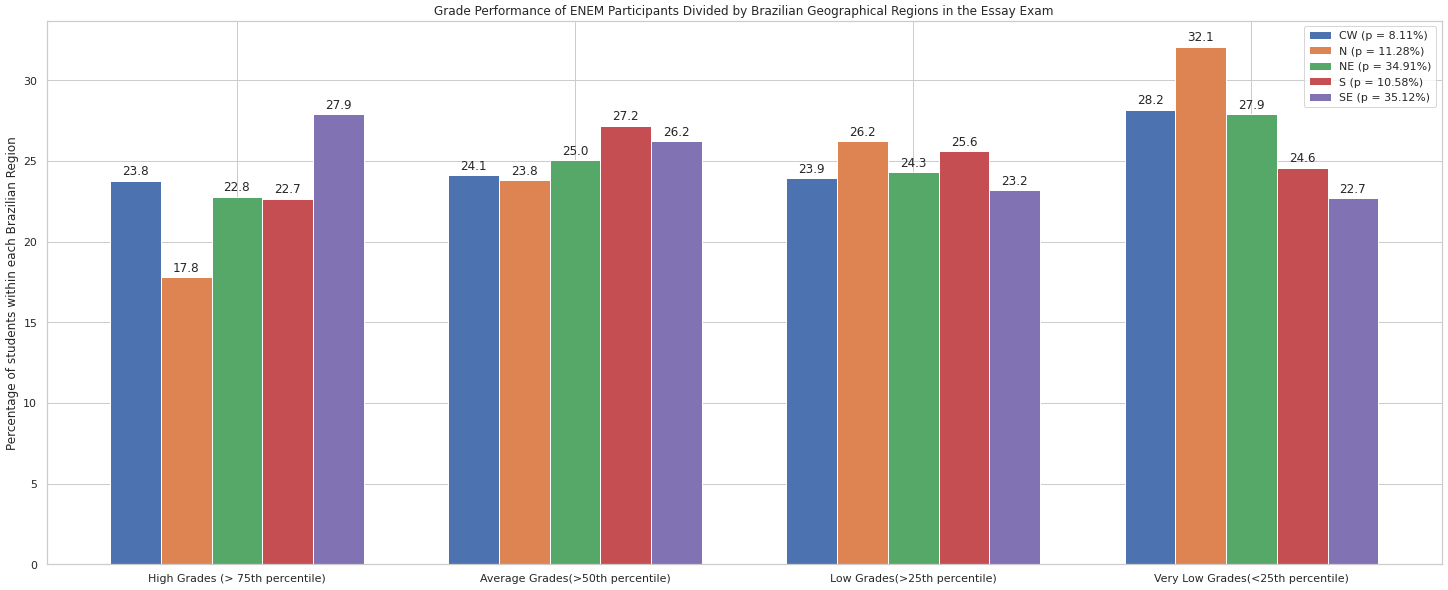 Grade Performance of ENEM Participants Divided by Brazilian Geographical Regions in the Essay Exam
CW (p = 8.11%)
N (p = 11.28%)
NE (p = 34.91%)
S (p = 10.58%)
SE (p = 35.12%)
Percentage of students within each Brazilian Region
30
25
20
15
10
5
0
23.8
17.8
22.8
22.7
27.9
24.1
23.8
25.0
27.2
26.2
23.9
26.2
24.3
25.6
23.2
28.2
32.1
27.9
24.6
22.7
High Grades (> 75th percentile)
Average Grades(>50th percentile)
Low Grades(>25th percentile)
Very Low Grades(<25th percentile)